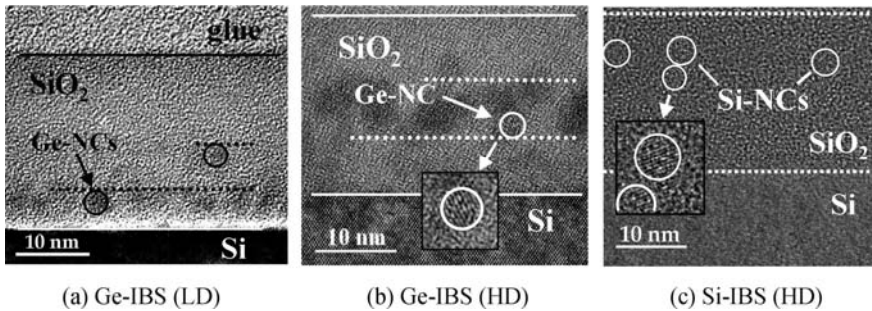 glue
SiO2
Ge-NCs
10 nm
Si
SiO2
Ge-NC
10 nm
Si
Si-NCs
SiO2
Si
10 nm
(a) Ge-IBS (LD)
(b) Ge-IBS (HD)
(c) Si-IBS (HD)